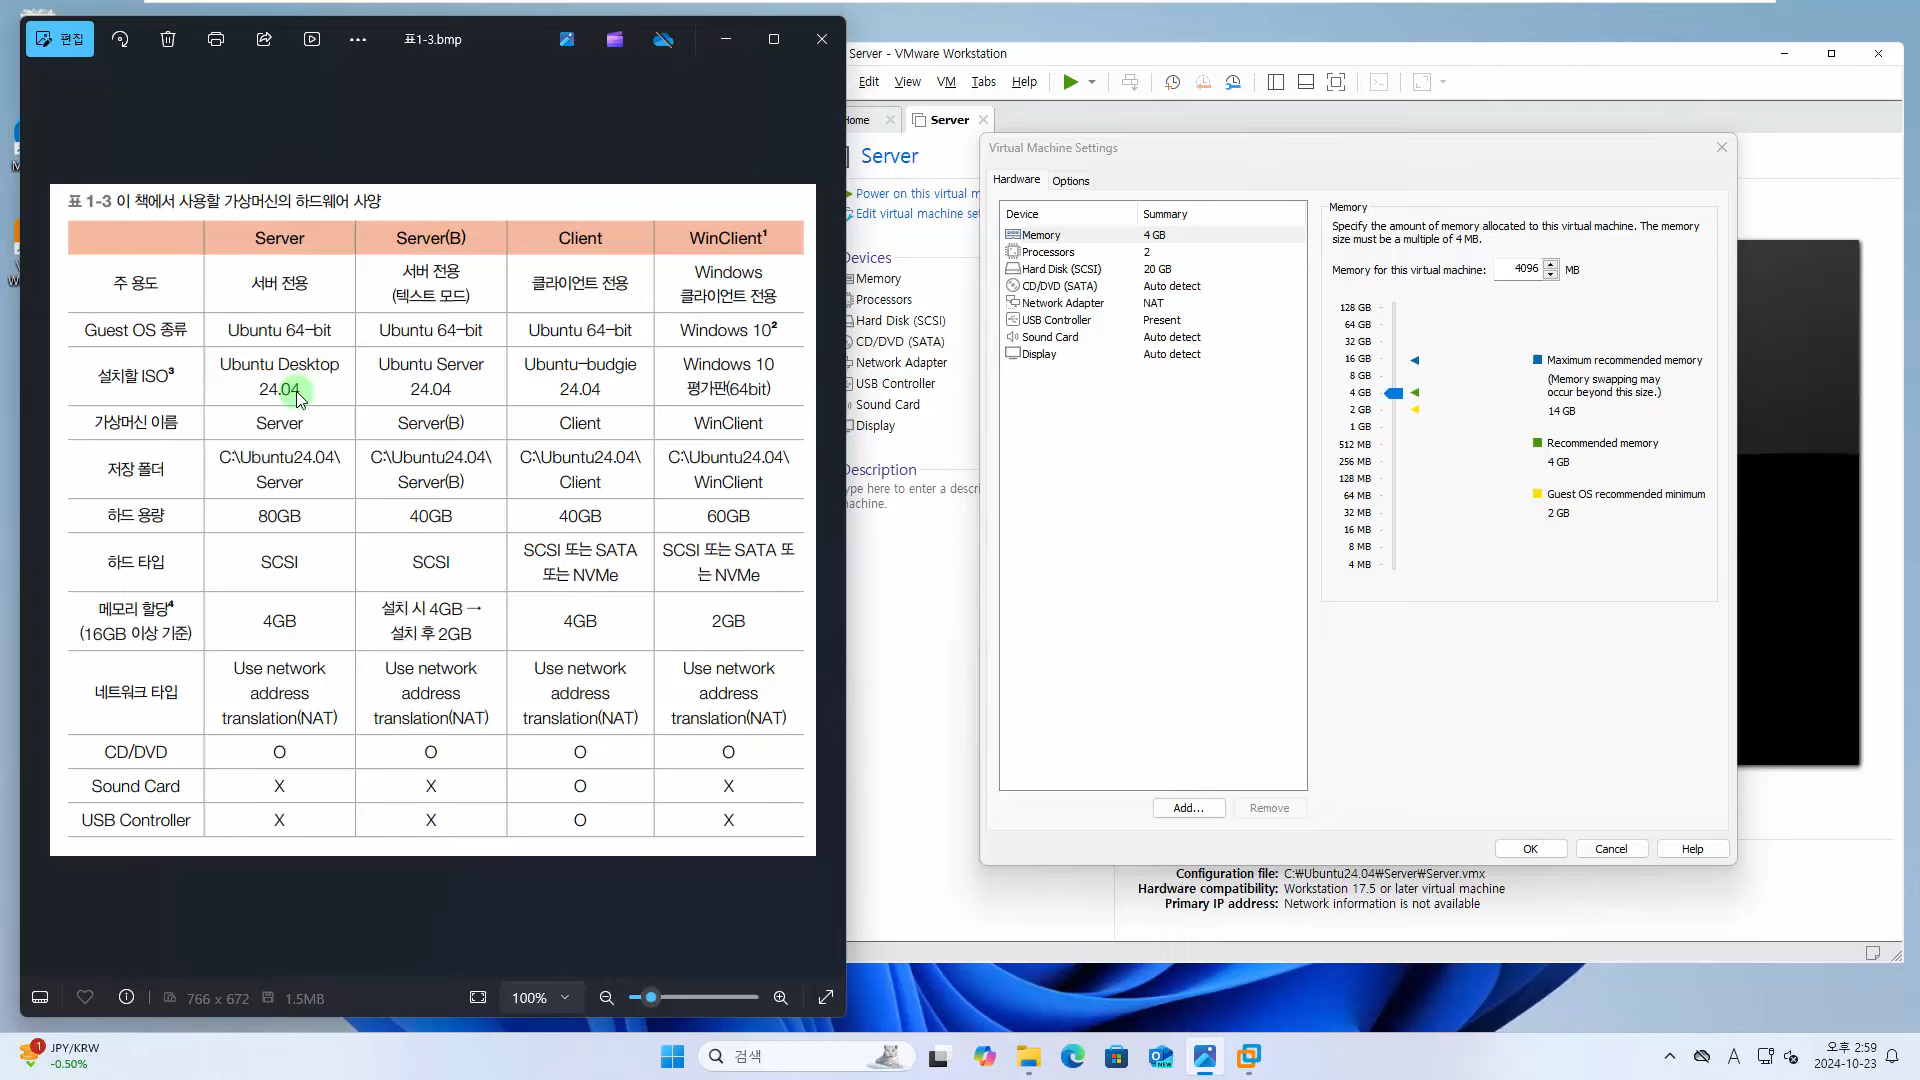 편집
표1-3.bmp
표 1-3 이 책에서 사용할 가상머신의 하드웨어 사양
Server Server(B) Client WinClient¹
주 용도 서버 전용 서버 전용 (텍스트 모드) 클라이언트 전용 Windows 클라이언트 전용
Guest OS 종류 Ubuntu 64-bit Ubuntu 64-bit Ubuntu 64-bit Windows 10²
설치할 ISO³ Ubuntu Desktop 24.04 Ubuntu Server 24.04 Ubuntu-budgie 24.04 Windows 10 평가판(64bit)
가상머신 이름 Server Server(B) Client WinClient
저장 폴더 C:\Ubuntu24.04\Server C:\Ubuntu24.04\Server(B) C:\Ubuntu24.04\Client C:\Ubuntu24.04\WinClient
하드 용량 80GB 40GB 40GB 60GB
하드 타입 SCSI SCSI SCSI 또는 SATA 또는 NVMe SCSI 또는 SATA 또는 NVMe
메모리 할당⁴ (16GB 이상 기준) 4GB 설치 시 4GB → 설치 후 2GB 4GB 2GB
네트워크 타입 Use network address translation(NAT) Use network address translation(NAT) Use network address translation(NAT) Use network address translation(NAT)
CD/DVD O O O O
Sound Card X X O X
USB Controller X X O X
766 x 672 1.5MB 100%
Server - VMware Workstation
Edit View VM Tabs Help
Home Server
Server
Power on this virtual m
Edit virtual machine se
Devices
Memory
Processors
Hard Disk (SCSI)
CD/DVD (SATA)
Network Adapter
USB Controller
Sound Card
Display
Description
ype here to enter a descri
machine.
Virtual Machine Settings
Hardware Options
Device Summary
Memory 4 GB
Processors 2
Hard Disk (SCSI) 20 GB
CD/DVD (SATA) Auto detect
Network Adapter NAT
USB Controller Present
Sound Card Auto detect
Display Auto detect
Add... Remove
Memory
Specify the amount of memory allocated to this virtual machine. The memory
size must be a multiple of 4 MB.
Memory for this virtual machine: 4096 MB
128 GB
64 GB
32 GB
16 GB
8 GB
4 GB
2 GB
1 GB
512 MB
256 MB
128 MB
64 MB
32 MB
16 MB
8 MB
4 MB
Maximum recommended memory
(Memory swapping may
occur beyond this size.)
14 GB
Recommended memory
4 GB
Guest OS recommended minimum
2 GB
OK Cancel Help
Configuration file: C:₩Ubuntu24.04₩Server₩Server.vmx
Hardware compatibility: Workstation 17.5 or later virtual machine
Primary IP address: Network information is not available
1
JPY/KRW
-0.50%
검색
NEW
A
오후 2:59
2024-10-23